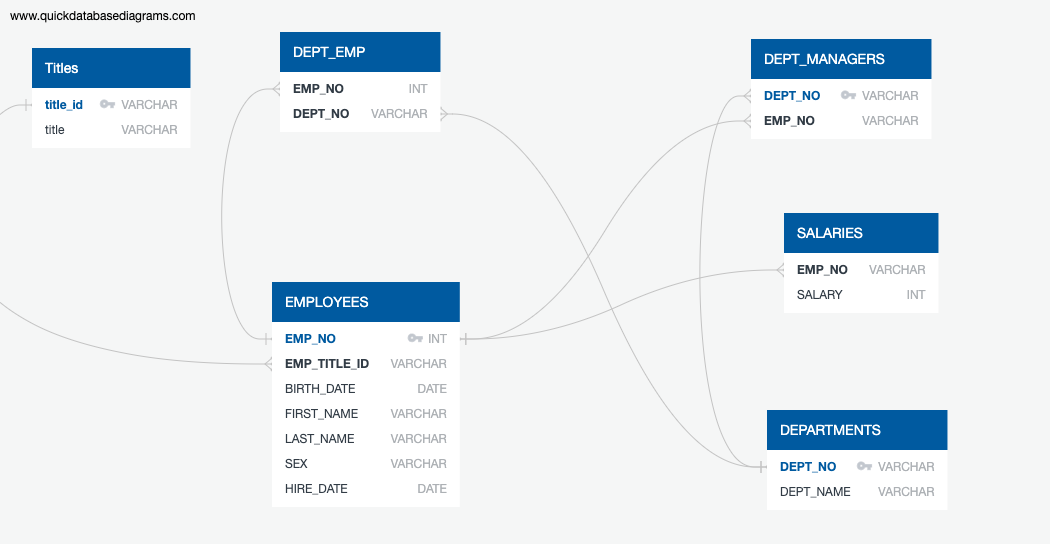 www.quickdatabasediagrams.com
Titles
title_id VARCHAR
title VARCHAR
DEPT_EMP
EMP_NO INT
DEPT_NO VARCHAR
DEPT_MANAGERS
DEPT_NO VARCHAR
EMP_NO VARCHAR
SALARIES
EMP_NO VARCHAR
SALARY INT
EMPLOYEES
EMP_NO INT
EMP_TITLE_ID VARCHAR
BIRTH_DATE DATE
FIRST_NAME VARCHAR
LAST_NAME VARCHAR
SEX VARCHAR
HIRE_DATE DATE
DEPARTMENTS
DEPT_NO VARCHAR
DEPT_NAME VARCHAR